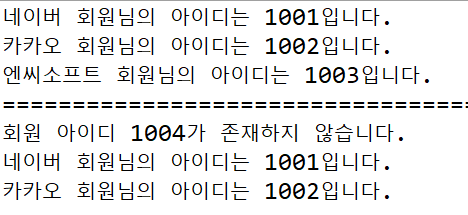 네이버 회원님의 아이디는 1001입니다.
카카오 회원님의 아이디는 1002입니다.
엔씨소프트 회원님의 아이디는 1003입니다.
==================================
회원 아이디 1004가 존재하지 않습니다.
네이버 회원님의 아이디는 1001입니다.
카카오 회원님의 아이디는 1002입니다.